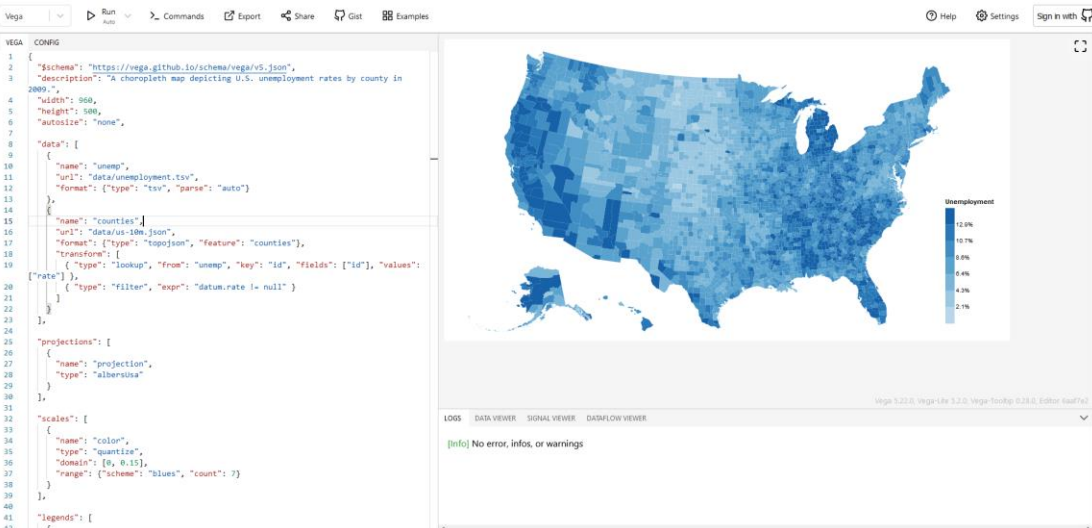 Vega
Run
Auto
Commands
Export
Share
Gist
Examples
Help
Settings
Sign in with
VEGA
CONFIG
1 {
2 "$schema": "https://vega.github.io/schema/vega/v5.json",
3 "description": "A choropleth map depicting U.S. unemployment rates by county in
2009.",
4 "width": 960,
5 "height": 500,
6 "autosize": "none",
7
8 "data": [
9 {
10 "name": "unemp",
11 "url": "data/unemployment.tsv",
12 "format": {"type": "tsv", "parse": "auto"}
13 },
14 {
15 "name": "counties",
16 "url": "data/us-10m.json",
17 "format": {"type": "topojson", "feature": "counties"},
18 "transform": [
19 { "type": "lookup", "from": "unemp", "key": "id", "fields": ["id"], "values":
["rate"] },
20 { "type": "filter", "expr": "datum.rate != null" }
21 ]
22 }
23 ],
24
25 "projections": [
26 {
27 "name": "projection",
28 "type": "albersUsa"
29 }
30 ],
31
32 "scales": [
33 {
34 "name": "color",
35 "type": "quantize",
36 "domain": [0, 0.15],
37 "range": {"scheme": "blues", "count": 7}
38 }
39 ],
40
41 "legends": [
Unemployment
12.9%
10.7%
8.6%
6.4%
4.3%
2.1%
Vega 5.22.0, Vega-Lite 5.2.0, Vega-Tooltip 0.28.0, Editor
LOGS
DATA VIEWER
SIGNAL VIEWER
DATAFLOW VIEWER
[Info] No error, infos, or warnings